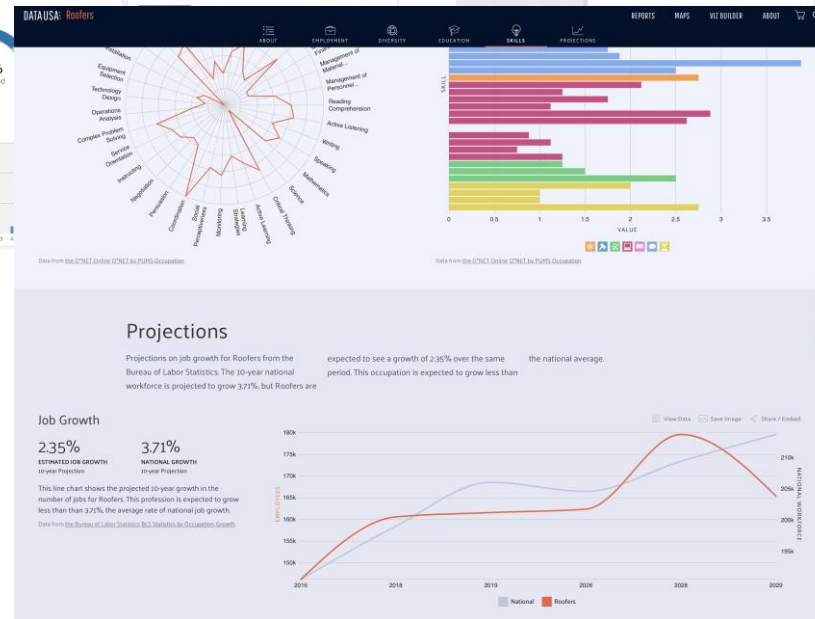 DATA USA: Roofers
REPORTS MAPS VIZ BUILDER ABOUT
ABOUT EMPLOYMENT DIVERSITY EDUCATION SKILLS PROJECTIONS
Installation
Equipment
Selection
Technology
Design
Operations
Analysis
Complex Problem
Solving
Service
Orientation
Instructing
Negotiation
Persuasion
Coordination
Social
Perceptiveness
Monitoring
Learning
Strategies
Active Learning
Critical Thinking
Science
Mathematics
Speaking
Writing
Active Listening
Reading
Comprehension
Management of
Personnel...
Management of
Material...
SKILL
0 0.5 1 1.5 2 2.5 3 3.5
VALUE
Data from the O*NET Online O*NET by PUMS Occupation
Data from the O*NET Online O*NET by PUMS Occupation
Projections
Projections on job growth for Roofers from the
Bureau of Labor Statistics. The 10-year national
workforce is projected to grow 3.71%, but Roofers are
expected to see a growth of 2.35% over the same
period. This occupation is expected to grow less than
the national average.
Job Growth
2.35%
ESTIMATED JOB GROWTH
10-year Projection
3.71%
NATIONAL GROWTH
10-year Projection
This line chart shows the projected 10-year growth in the
number of jobs for Roofers. This profession is expected to grow
less than than 3.71%, the average rate of national job growth.
Data from the Bureau of Labor Statistics BLS Statistics by Occupation, Growth
View Data Save Image Share / Embed
EMPLOYEES
180k
175k
170k
165k
160k
155k
150k
210k
205k
200k
195k
NATIONAL WORKFORCE
2016 2018 2019 2026 2028 2029
National Roofers